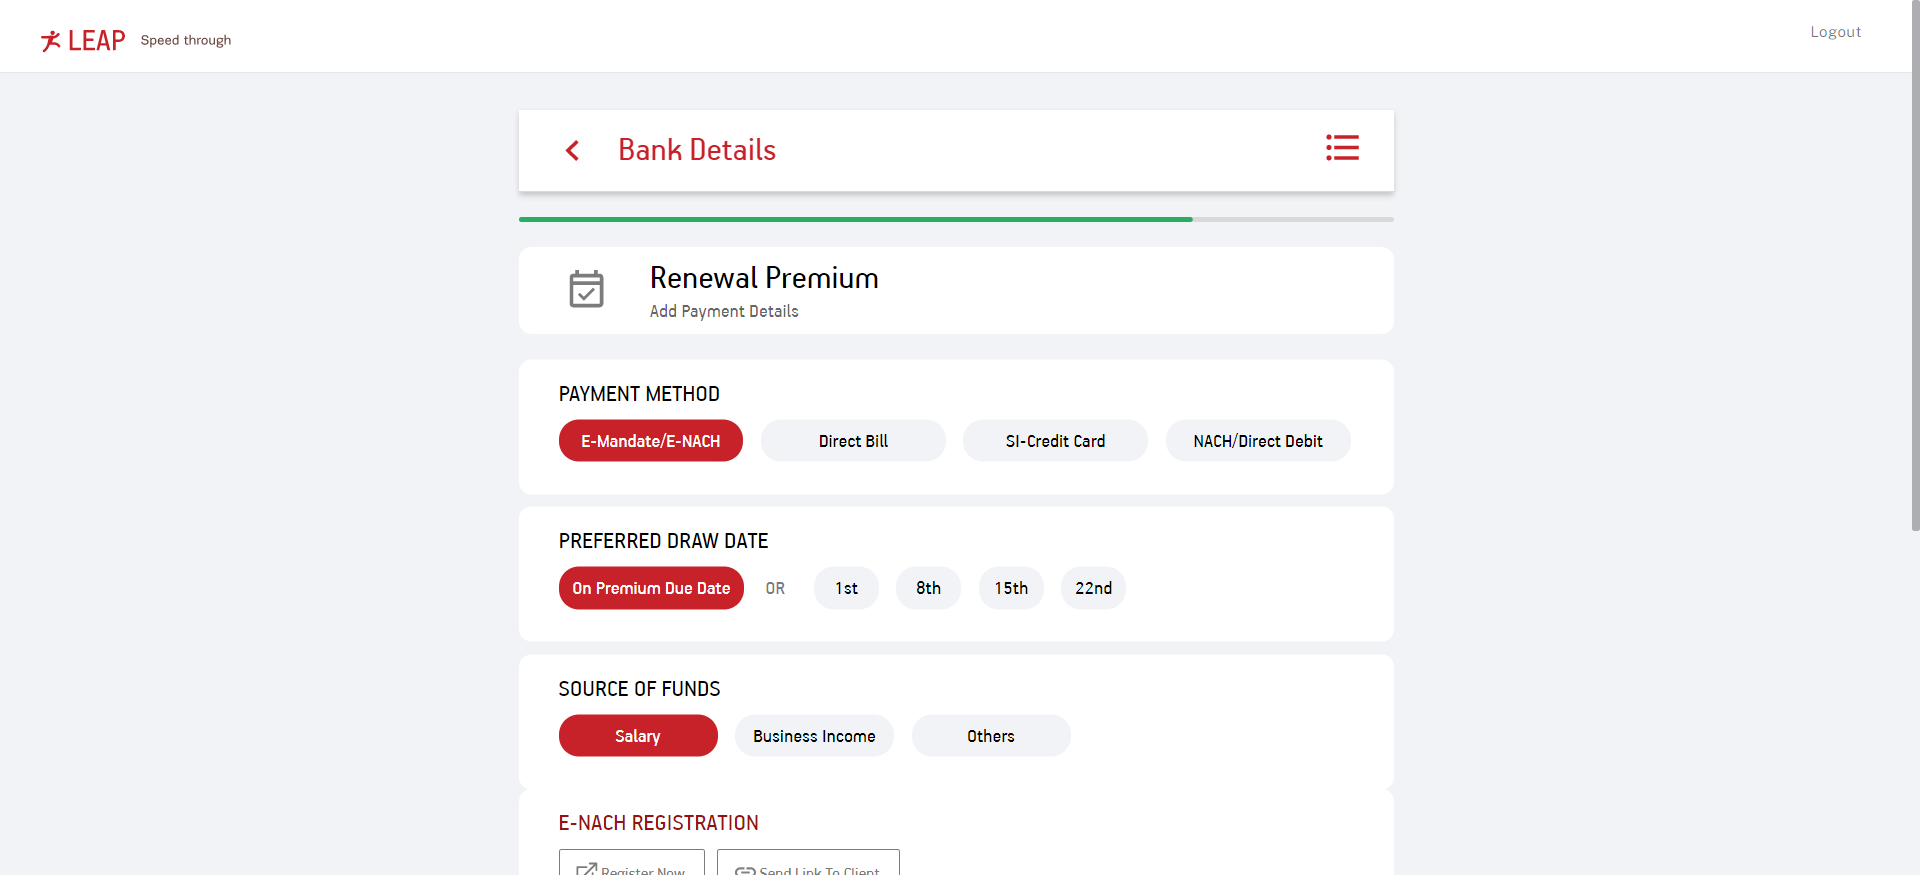 LEAP Speed through
Logout
Bank Details
Renewal Premium
Add Payment Details
PAYMENT METHOD
E-Mandate/E-NACH Direct Bill SI-Credit Card NACH/Direct Debit
PREFERRED DRAW DATE
On Premium Due Date OR 1st 8th 15th 22nd
SOURCE OF FUNDS
Salary Business Income Others
E-NACH REGISTRATION
Register Now Send Link To Client